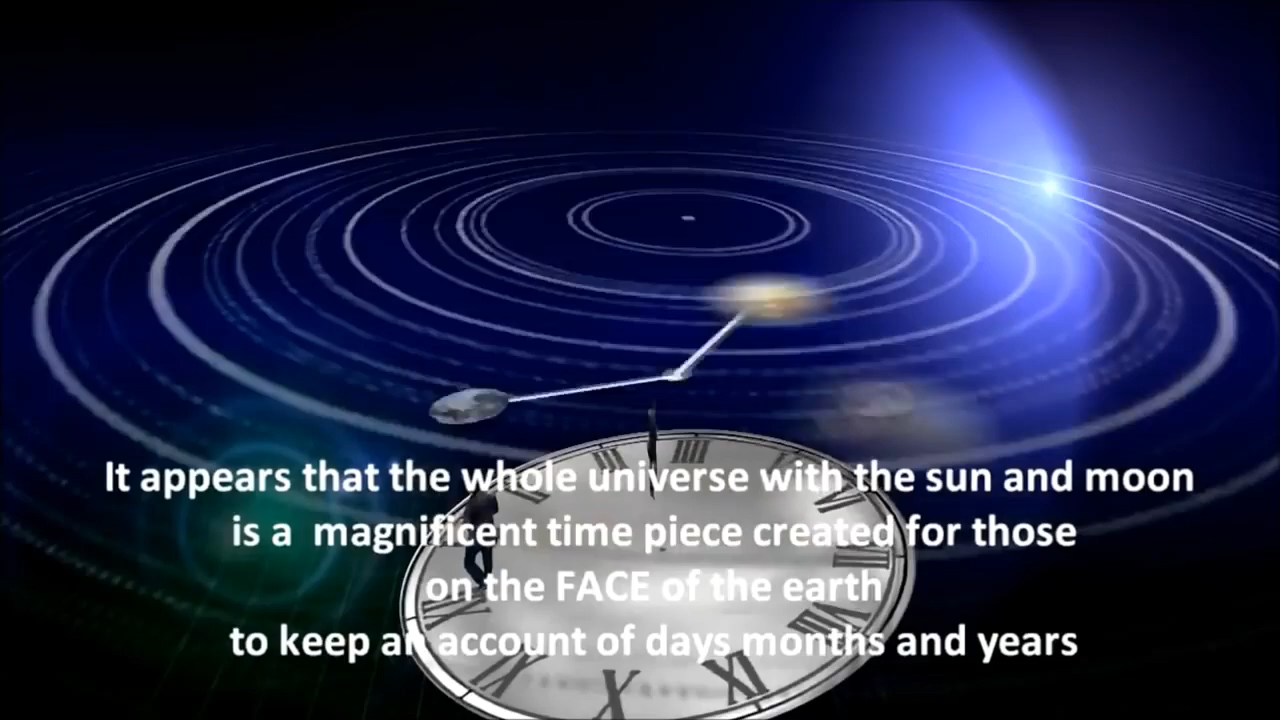 It appears that the whole universe with the sun and moon
is a  magnificent time piece created for those
on the FACE of the earth
to keep an account of days months and years